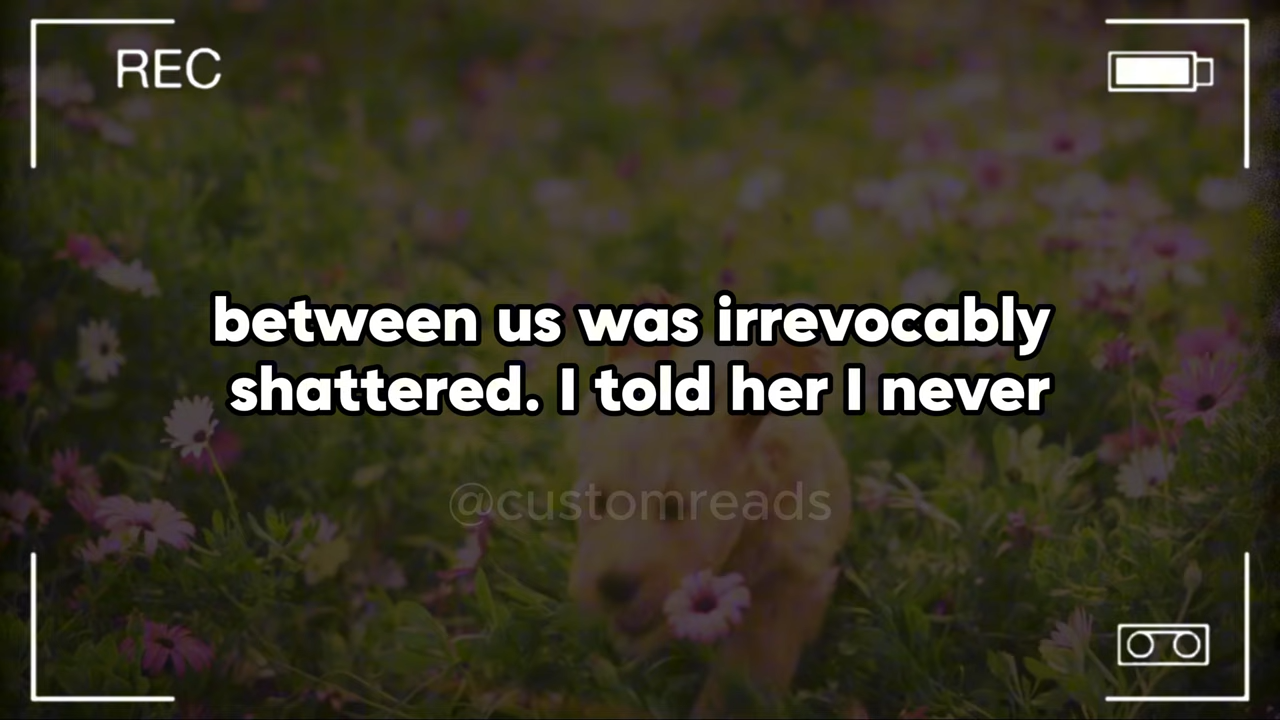 REC
between us was irrevocably
shattered. I told her I never
@customreads